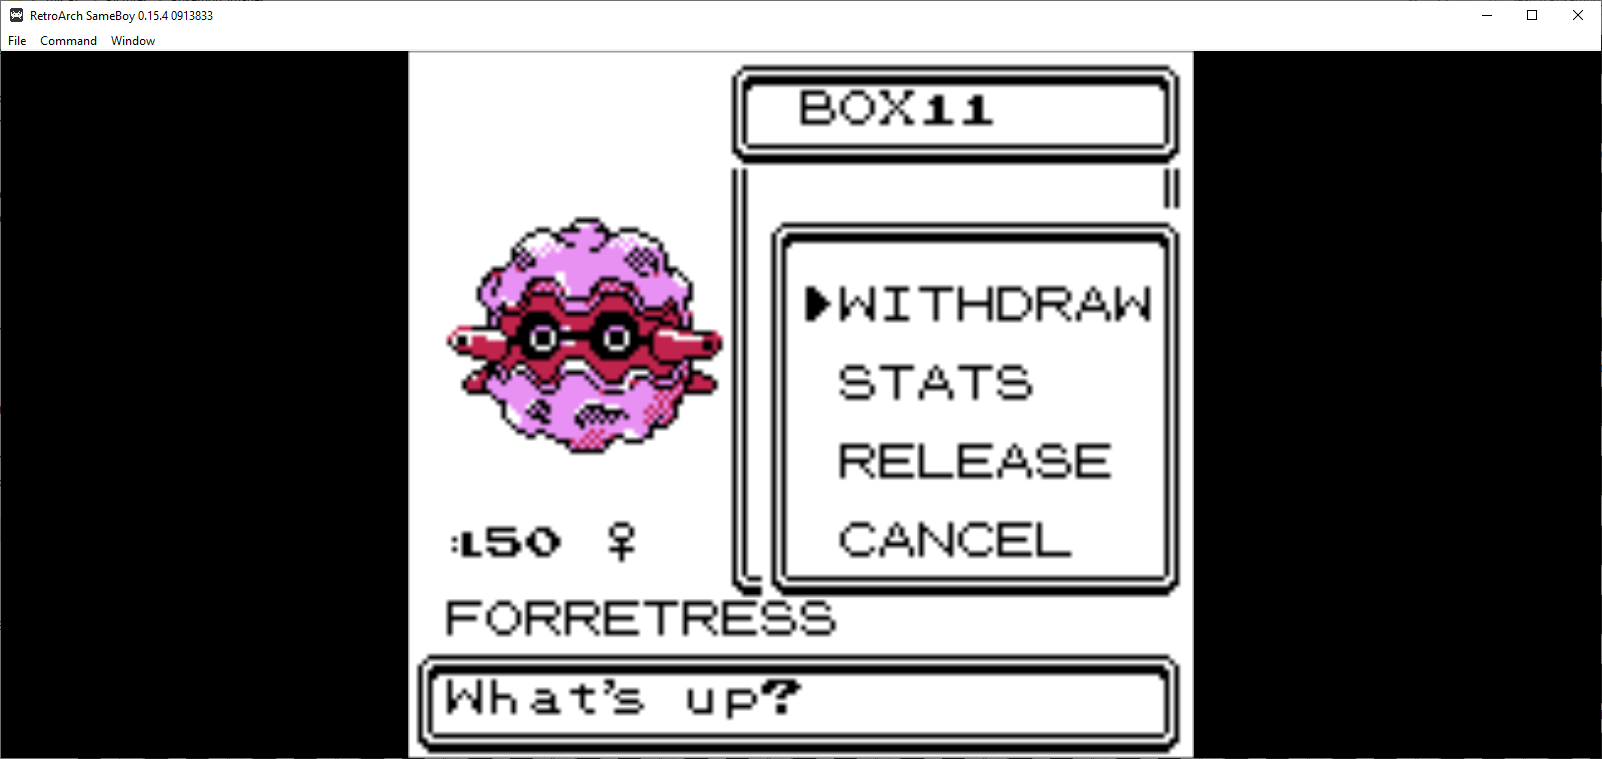 RetroArch SameBoy 0.15.4 0913833
File Command Window
BOX11
▶WITHDRAW
STATS
RELEASE
CANCEL
:L50 ♀
FORRETRESS
What's up?